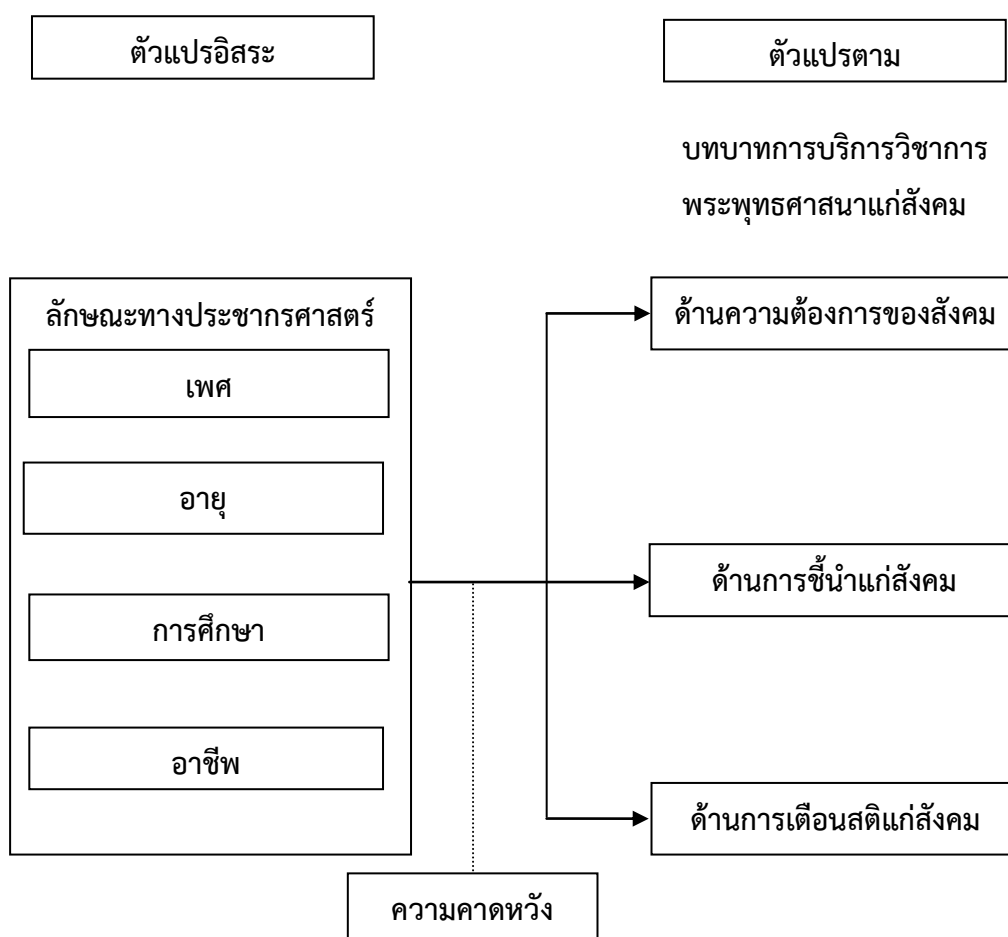 ตัวแปรอิสระ
ตัวแปรตาม
บทบาทการบริการวิชาการ
พระพุทธศาสนาแก่สังคม
ลักษณะทางประชากรศาสตร์
เพศ
อายุ
การศึกษา
อาชีพ
ด้านความต้องการของสังคม
ด้านการชี้นำแก่สังคม
ด้านการเตือนสติแก่สังคม
ความคาดหวัง